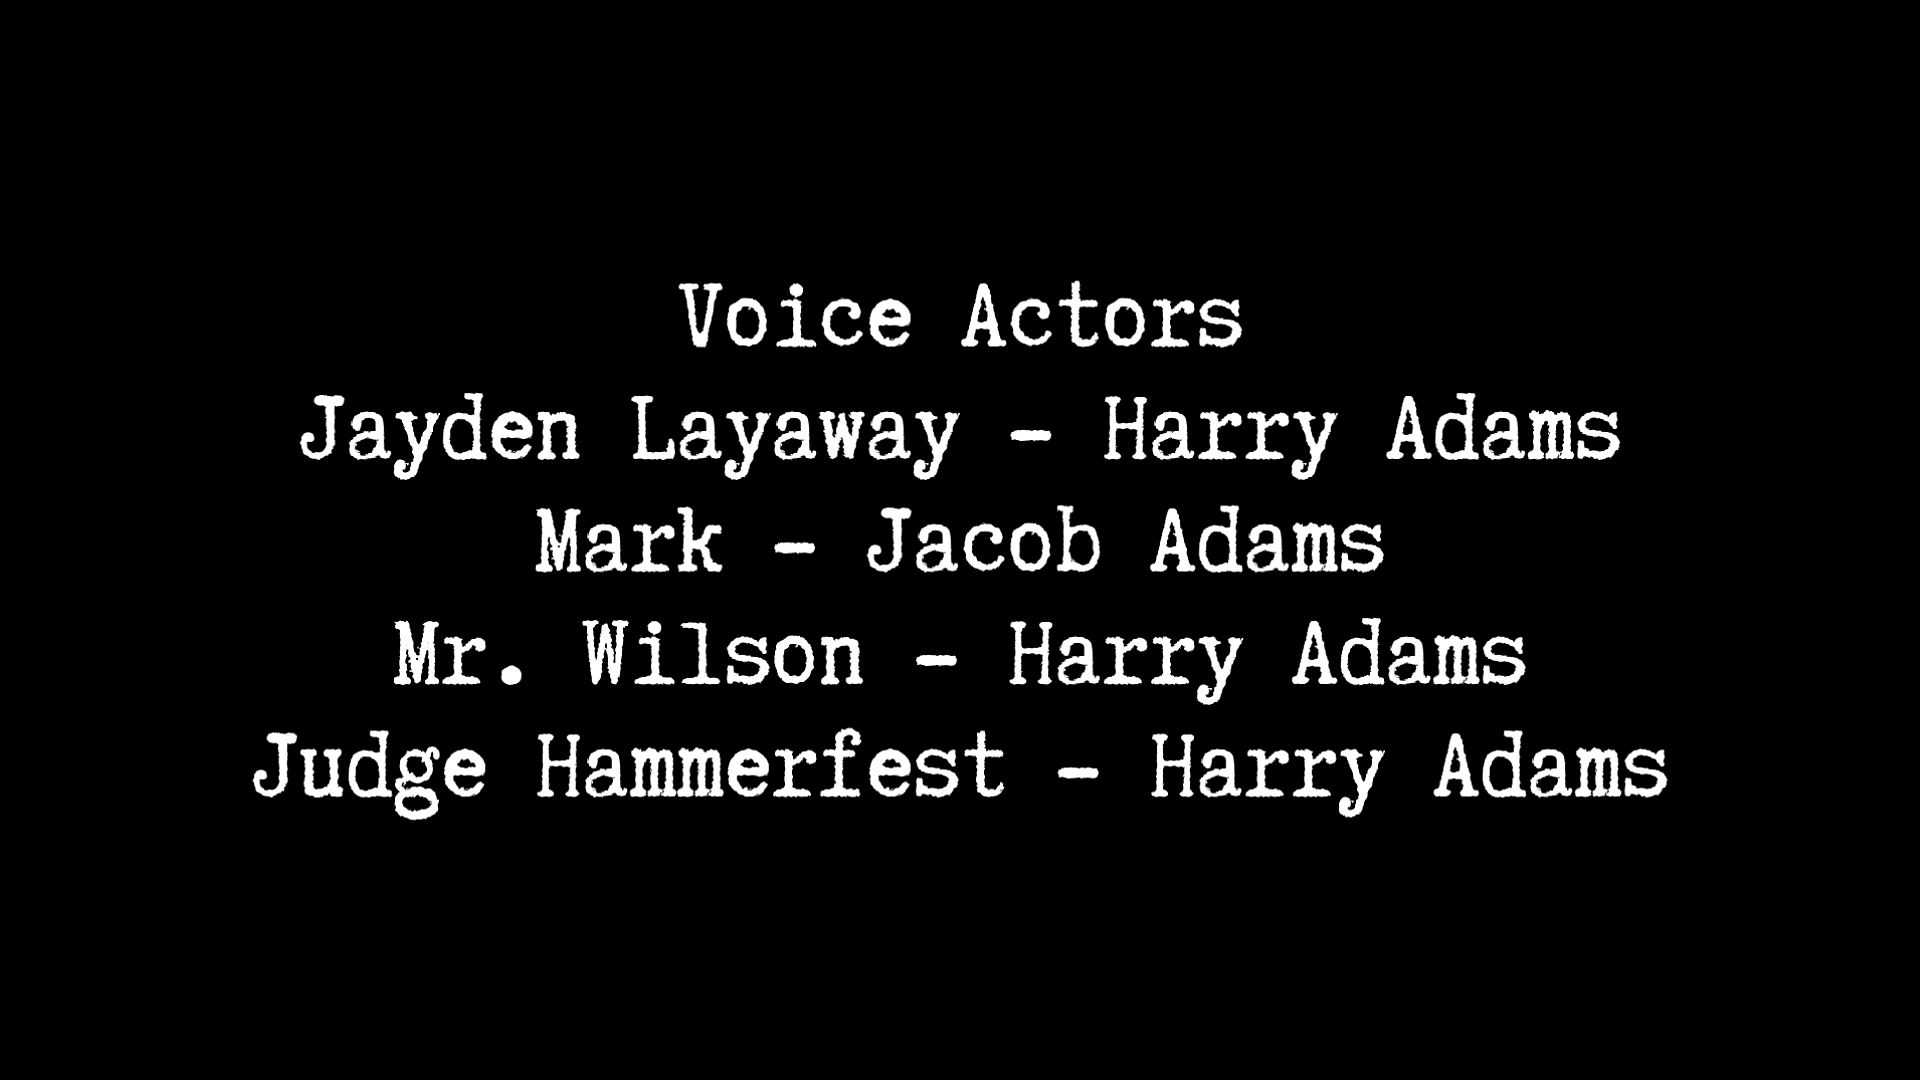 Voice Actors
Jayden Layaway - Harry Adams
Mark - Jacob Adams
Mr. Wilson - Harry Adams
Judge Hammerfest - Harry Adams